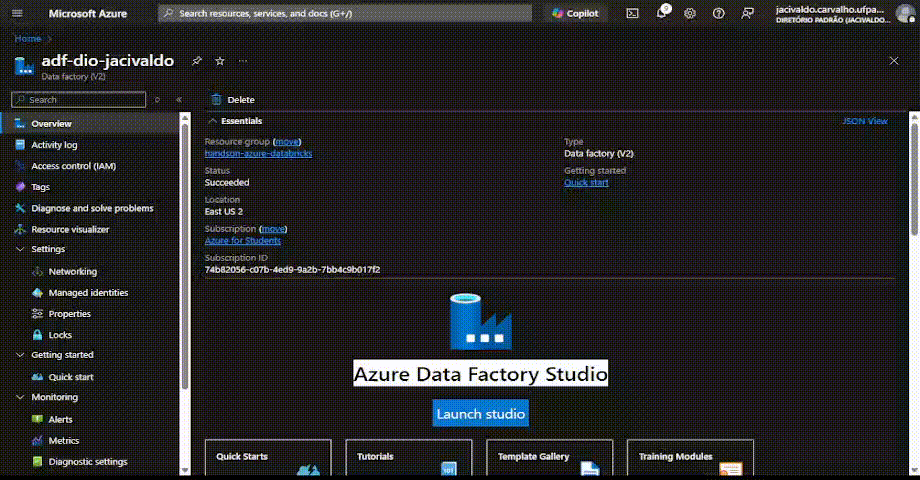 Microsoft Azure
Search resources, services, and docs (G+/)
Copilot
9
jacivaldo.carvalho.ufpa...
DIRETÓRIO PADRÃO (JACIVALDO...
Home >
adf-dio-jacivaldo
Data factory (V2)
Search
Delete
Overview
Activity log
Access control (IAM)
Tags
Diagnose and solve problems
Resource visualizer
Settings
Networking
Managed identities
Properties
Locks
Getting started
Quick start
Monitoring
Alerts
Metrics
Diagnostic settings
Essentials
JSON View
Resource group (move)
handson-azure-databricks
Status
Succeeded
Location
East US 2
Subscription (move)
Azure for Students
Subscription ID
74b82056-c07b-4ed9-9a2b-7bb4c9b017f2
Type
Data factory (V2)
Getting started
Quick start
Azure Data Factory Studio
Launch studio
Quick Starts
Tutorials
Template Gallery
Training Modules